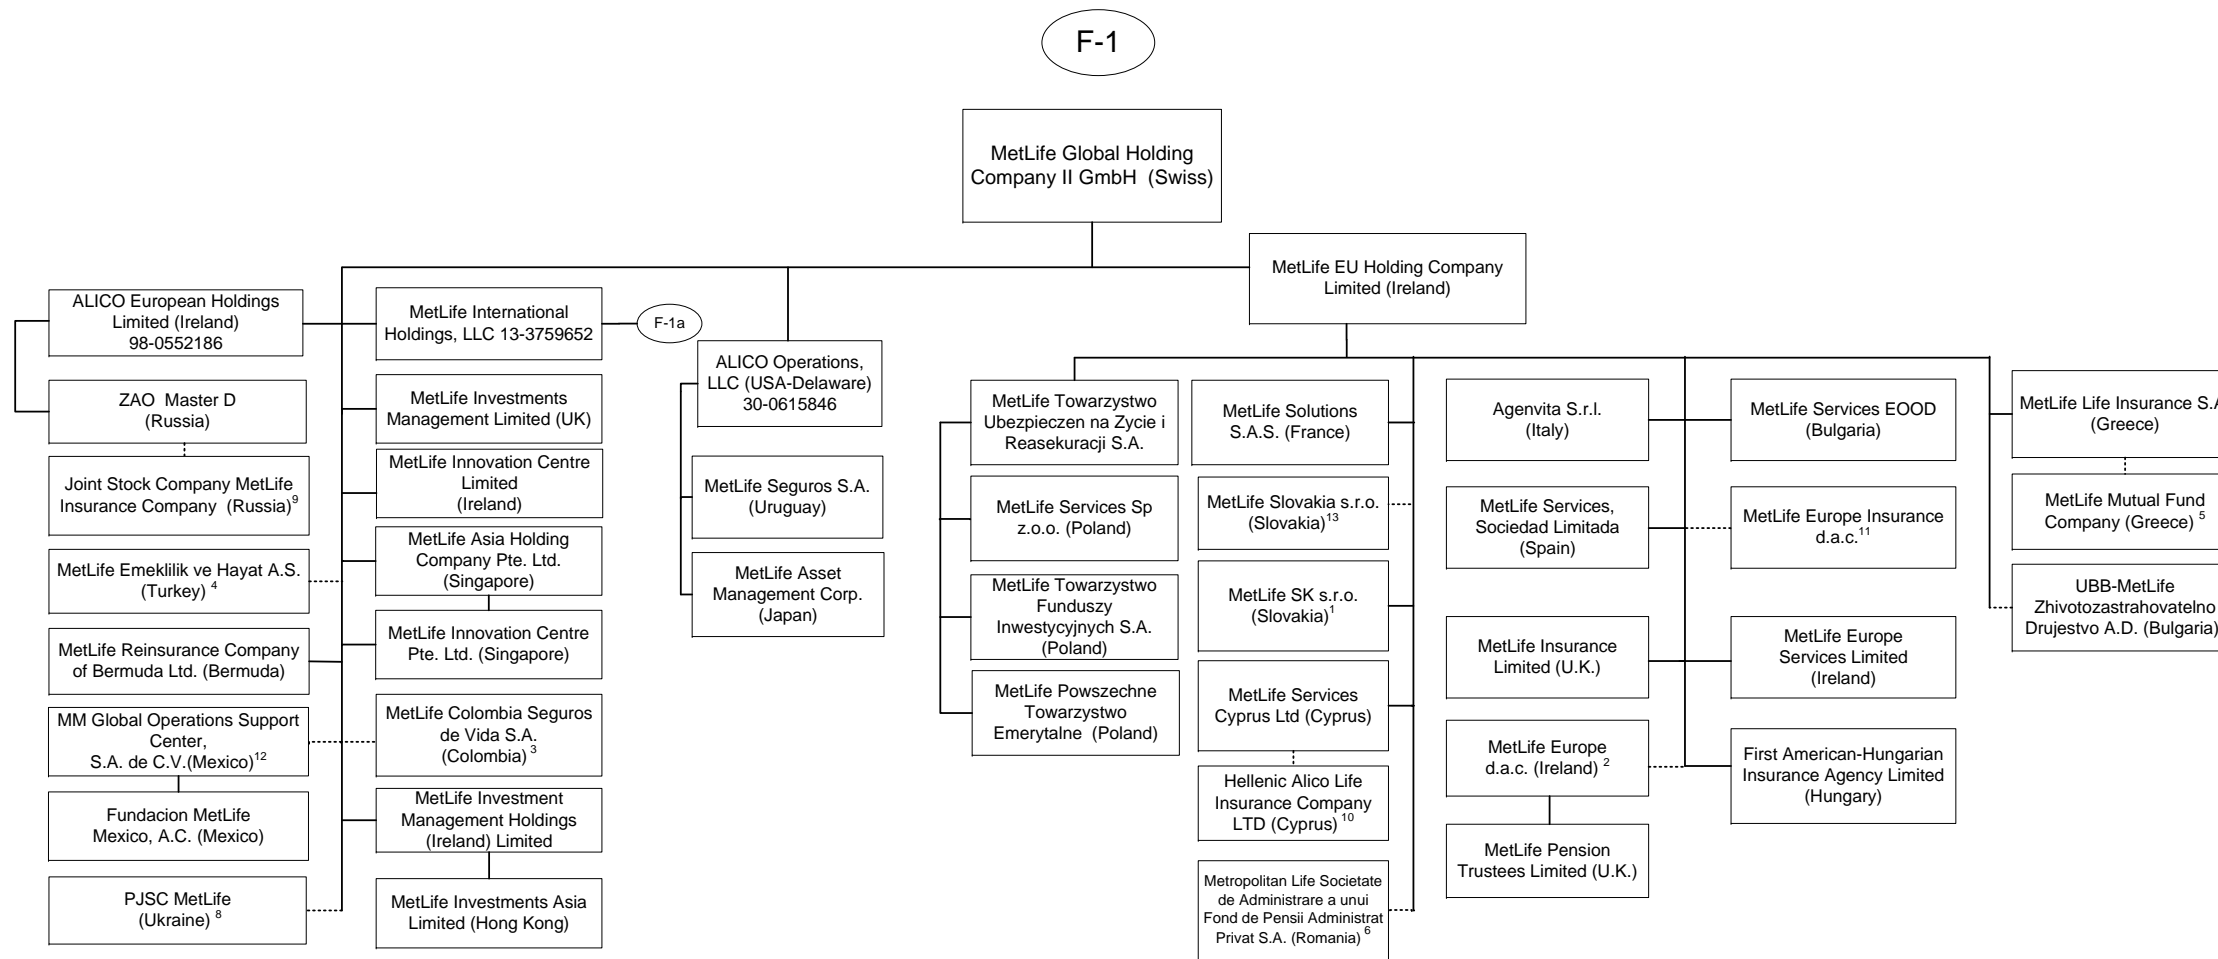 F-1
MetLife Global Holding
Company II GmbH (Swiss)
MetLife EU Holding Company
Limited (Ireland)
ALICO European Holdings
Limited (Ireland)
98-0552186
ZAO Master D
(Russia)
Joint Stock Company MetLife
Insurance Company (Russia)9
MetLife Emeklilik ve Hayat A.S.
(Turkey) 4
MetLife Reinsurance Company
of Bermuda Ltd. (Bermuda)
MM Global Operations Support
Center,
S.A. de C.V.(Mexico)12
Fundacion MetLife
Mexico, A.C. (Mexico)
PJSC MetLife
(Ukraine) 8
MetLife International
Holdings, LLC 13-3759652
F-1a
MetLife Investments
Management Limited (UK)
MetLife Innovation Centre
Limited
(Ireland)
MetLife Asia Holding
Company Pte. Ltd.
(Singapore)
MetLife Innovation Centre
Pte. Ltd. (Singapore)
MetLife Colombia Seguros
de Vida S.A.
(Colombia) 3
MetLife Investment
Management Holdings
(Ireland) Limited
MetLife Investments Asia
Limited (Hong Kong)
ALICO Operations,
LLC (USA-Delaware)
30-0615846
MetLife Seguros S.A.
(Uruguay)
MetLife Asset
Management Corp.
(Japan)
MetLife Towarzystwo
Ubezpieczen na Zycie i
Reasekuracji S.A.
MetLife Services Sp
z.o.o. (Poland)
MetLife Towarzystwo
Funduszy
Inwestycyjnych S.A.
(Poland)
MetLife Powszechne
Towarzystwo
Emerytalne (Poland)
MetLife Solutions
S.A.S. (France)
MetLife Slovakia s.r.o.
(Slovakia)13
MetLife SK s.r.o.
(Slovakia)1
MetLife Services
Cyprus Ltd (Cyprus)
Hellenic Alico Life
Insurance Company
LTD (Cyprus) 10
Metropolitan Life Societate
de Administrare a unui
Fond de Pensii Administrat
Privat S.A. (Romania) 6
Agenvita S.r.l.
(Italy)
MetLife Services,
Sociedad Limitada
(Spain)
MetLife Insurance
Limited (U.K.)
MetLife Europe
d.a.c. (Ireland) 2
MetLife Pension
Trustees Limited (U.K.)
MetLife Services EOOD
(Bulgaria)
MetLife Europe Insurance
d.a.c.11
MetLife Europe
Services Limited
(Ireland)
First American-Hungarian
Insurance Agency Limited
(Hungary)
MetLife Life Insurance
(Greece)
MetLife Mutual Fund
Company (Greece) 5
UBB-MetLife
Zhivotozastrahovatelno
Drujestvo A.D. (Bulgaria)